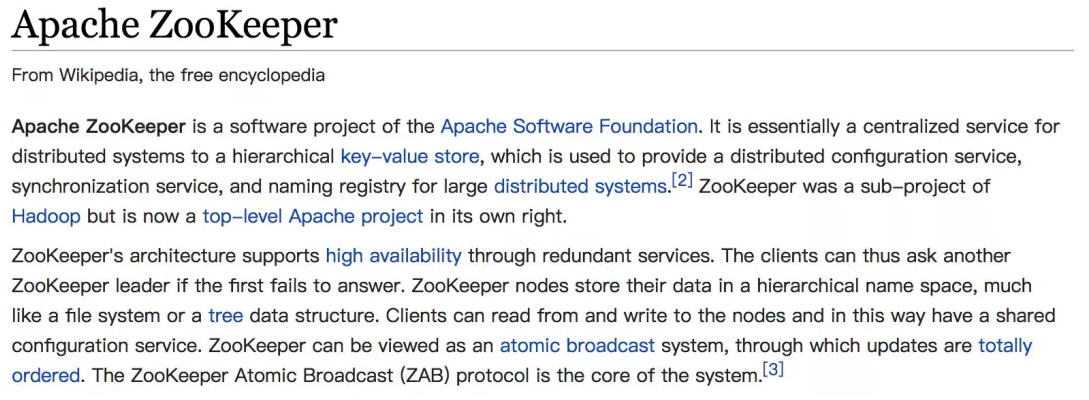 Apache ZooKeeper
From Wikipedia, the free encyclopedia
Apache ZooKeeper is a software project of the Apache Software Foundation. It is essentially a centralized service for
distributed systems to a hierarchical key–value store, which is used to provide a distributed configuration service,
synchronization service, and naming registry for large distributed systems.[2] ZooKeeper was a sub–project of
Hadoop but is now a top–level Apache project in its own right.
ZooKeeper's architecture supports high availability through redundant services. The clients can thus ask another
ZooKeeper leader if the first fails to answer. ZooKeeper nodes store their data in a hierarchical name space, much
like a file system or a tree data structure. Clients can read from and write to the nodes and in this way have a shared
configuration service. ZooKeeper can be viewed as an atomic broadcast system, through which updates are totally
ordered. The ZooKeeper Atomic Broadcast (ZAB) protocol is the core of the system.[3]